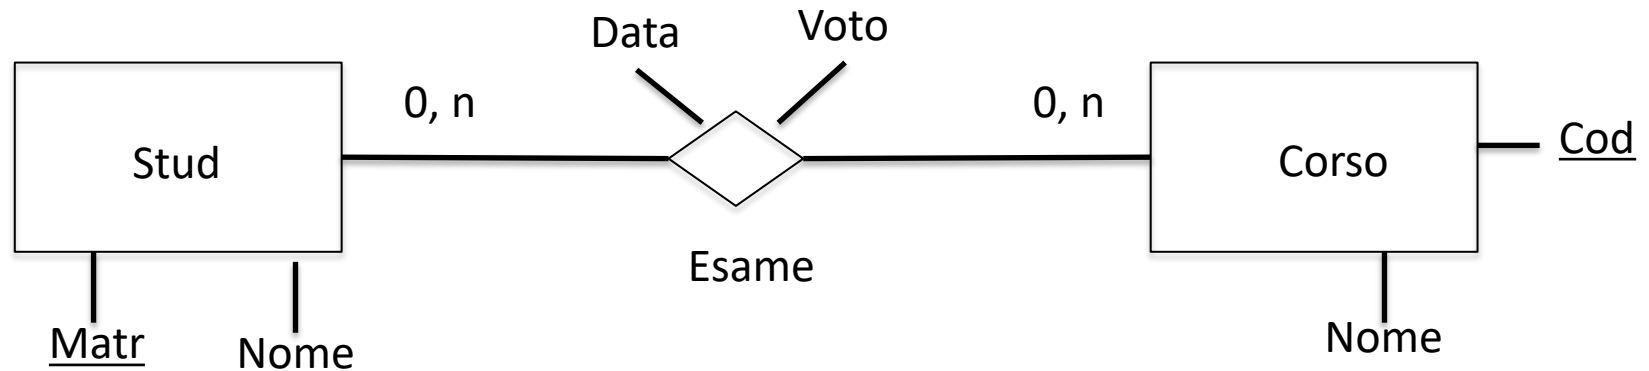 Data
Voto
0, n
0, n
Stud
Corso
Cod
Esame
Matr
Nome
Nome